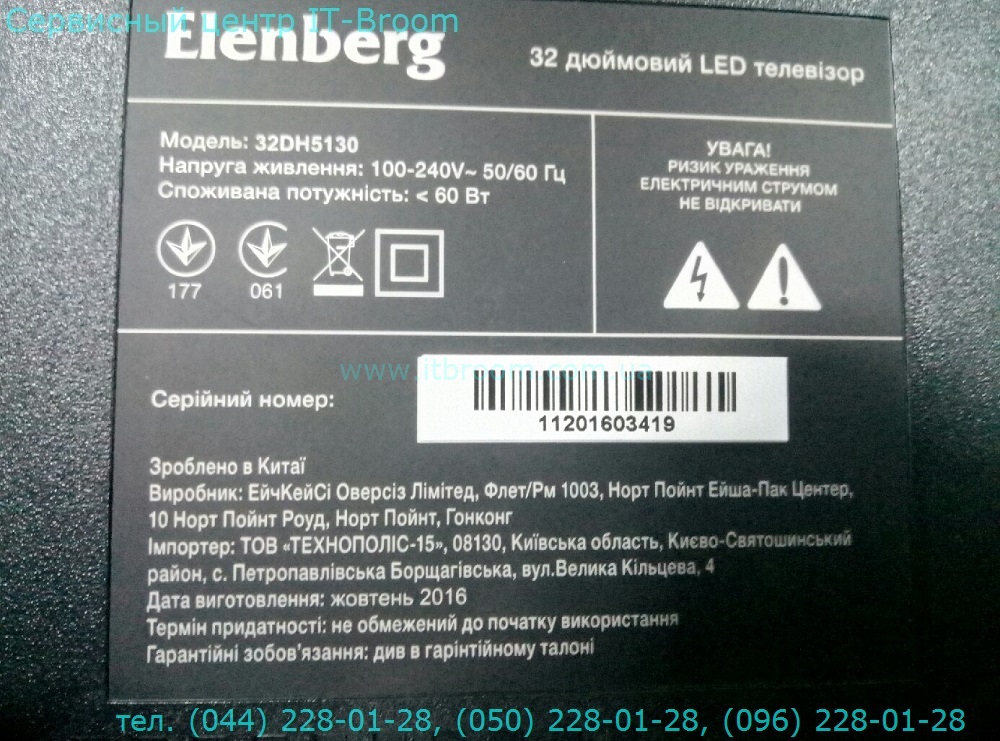 Сервисный центр IT-Broom
Elenberg
32 дюймовий LED телевізор
Модель: 32DH5130
Напруга живлення: 100-240V~ 50/60 Гц
Споживана потужність: < 60 Вт
177
061
УВАГА!
РИЗИК УРАЖЕННЯ
ЕЛЕКТРИЧНИМ СТРУМОМ
НЕ ВІДКРИВАТИ
www.itbroom.com.ua
Серійний номер:
11201603419
Зроблено в Китаї
Виробник: ЕйчКейСі Оверсіз Лімітед, Флет/Рм 1003, Норт Пойнт Ейша-Пак Центер,
10 Норт Пойнт Роуд, Норт Пойнт, Гонконг
Імпортер: ТОВ «ТЕХНОПОЛІС-15», 08130, Київська область, Києво-Святошинський
район, с. Петропавлівська Борщагівська, вул.Велика Кільцева, 4
Дата виготовлення: жовтень 2016
Термін придатності: не обмежений до початку використання
Гарантійні зобов'язання: див в гарінтійному талоні
тел. (044) 228-01-28, (050) 228-01-28, (096) 228-01-28